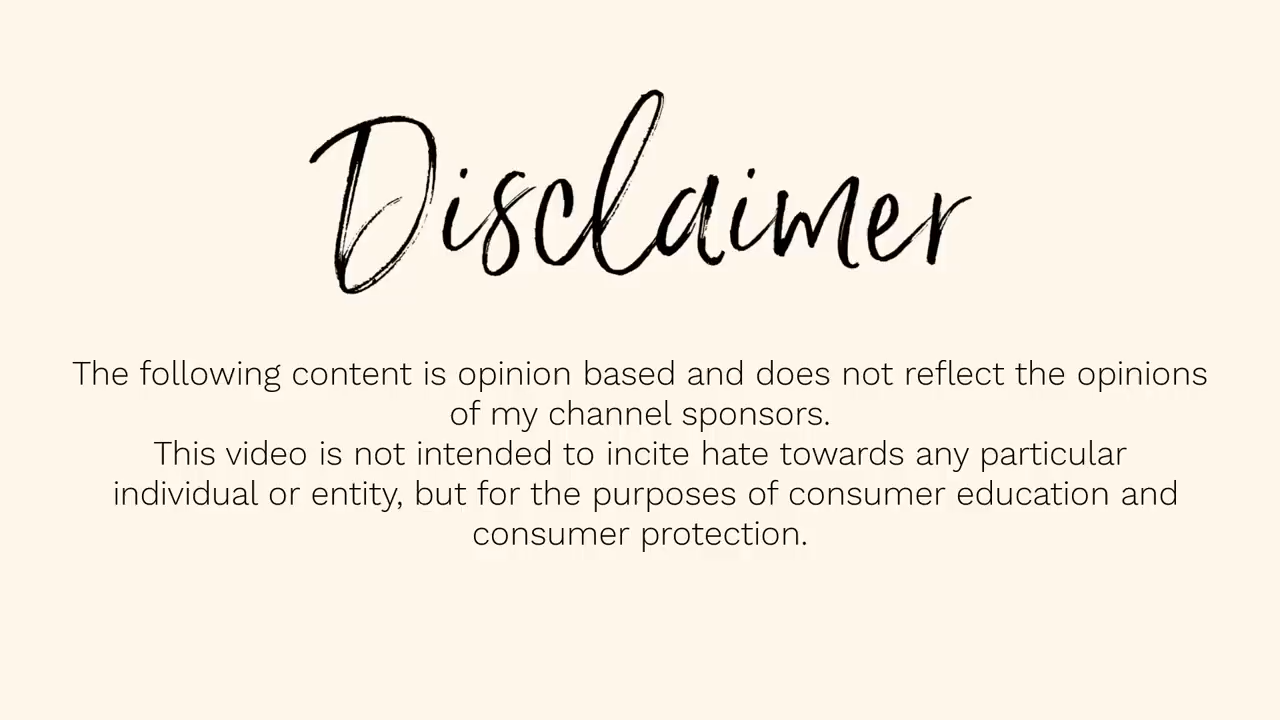 Disclaimer
The following content is opinion based and does not reflect the opinions
of my channel sponsors.
This video is not intended to incite hate towards any particular
individual or entity, but for the purposes of consumer education and
consumer protection.